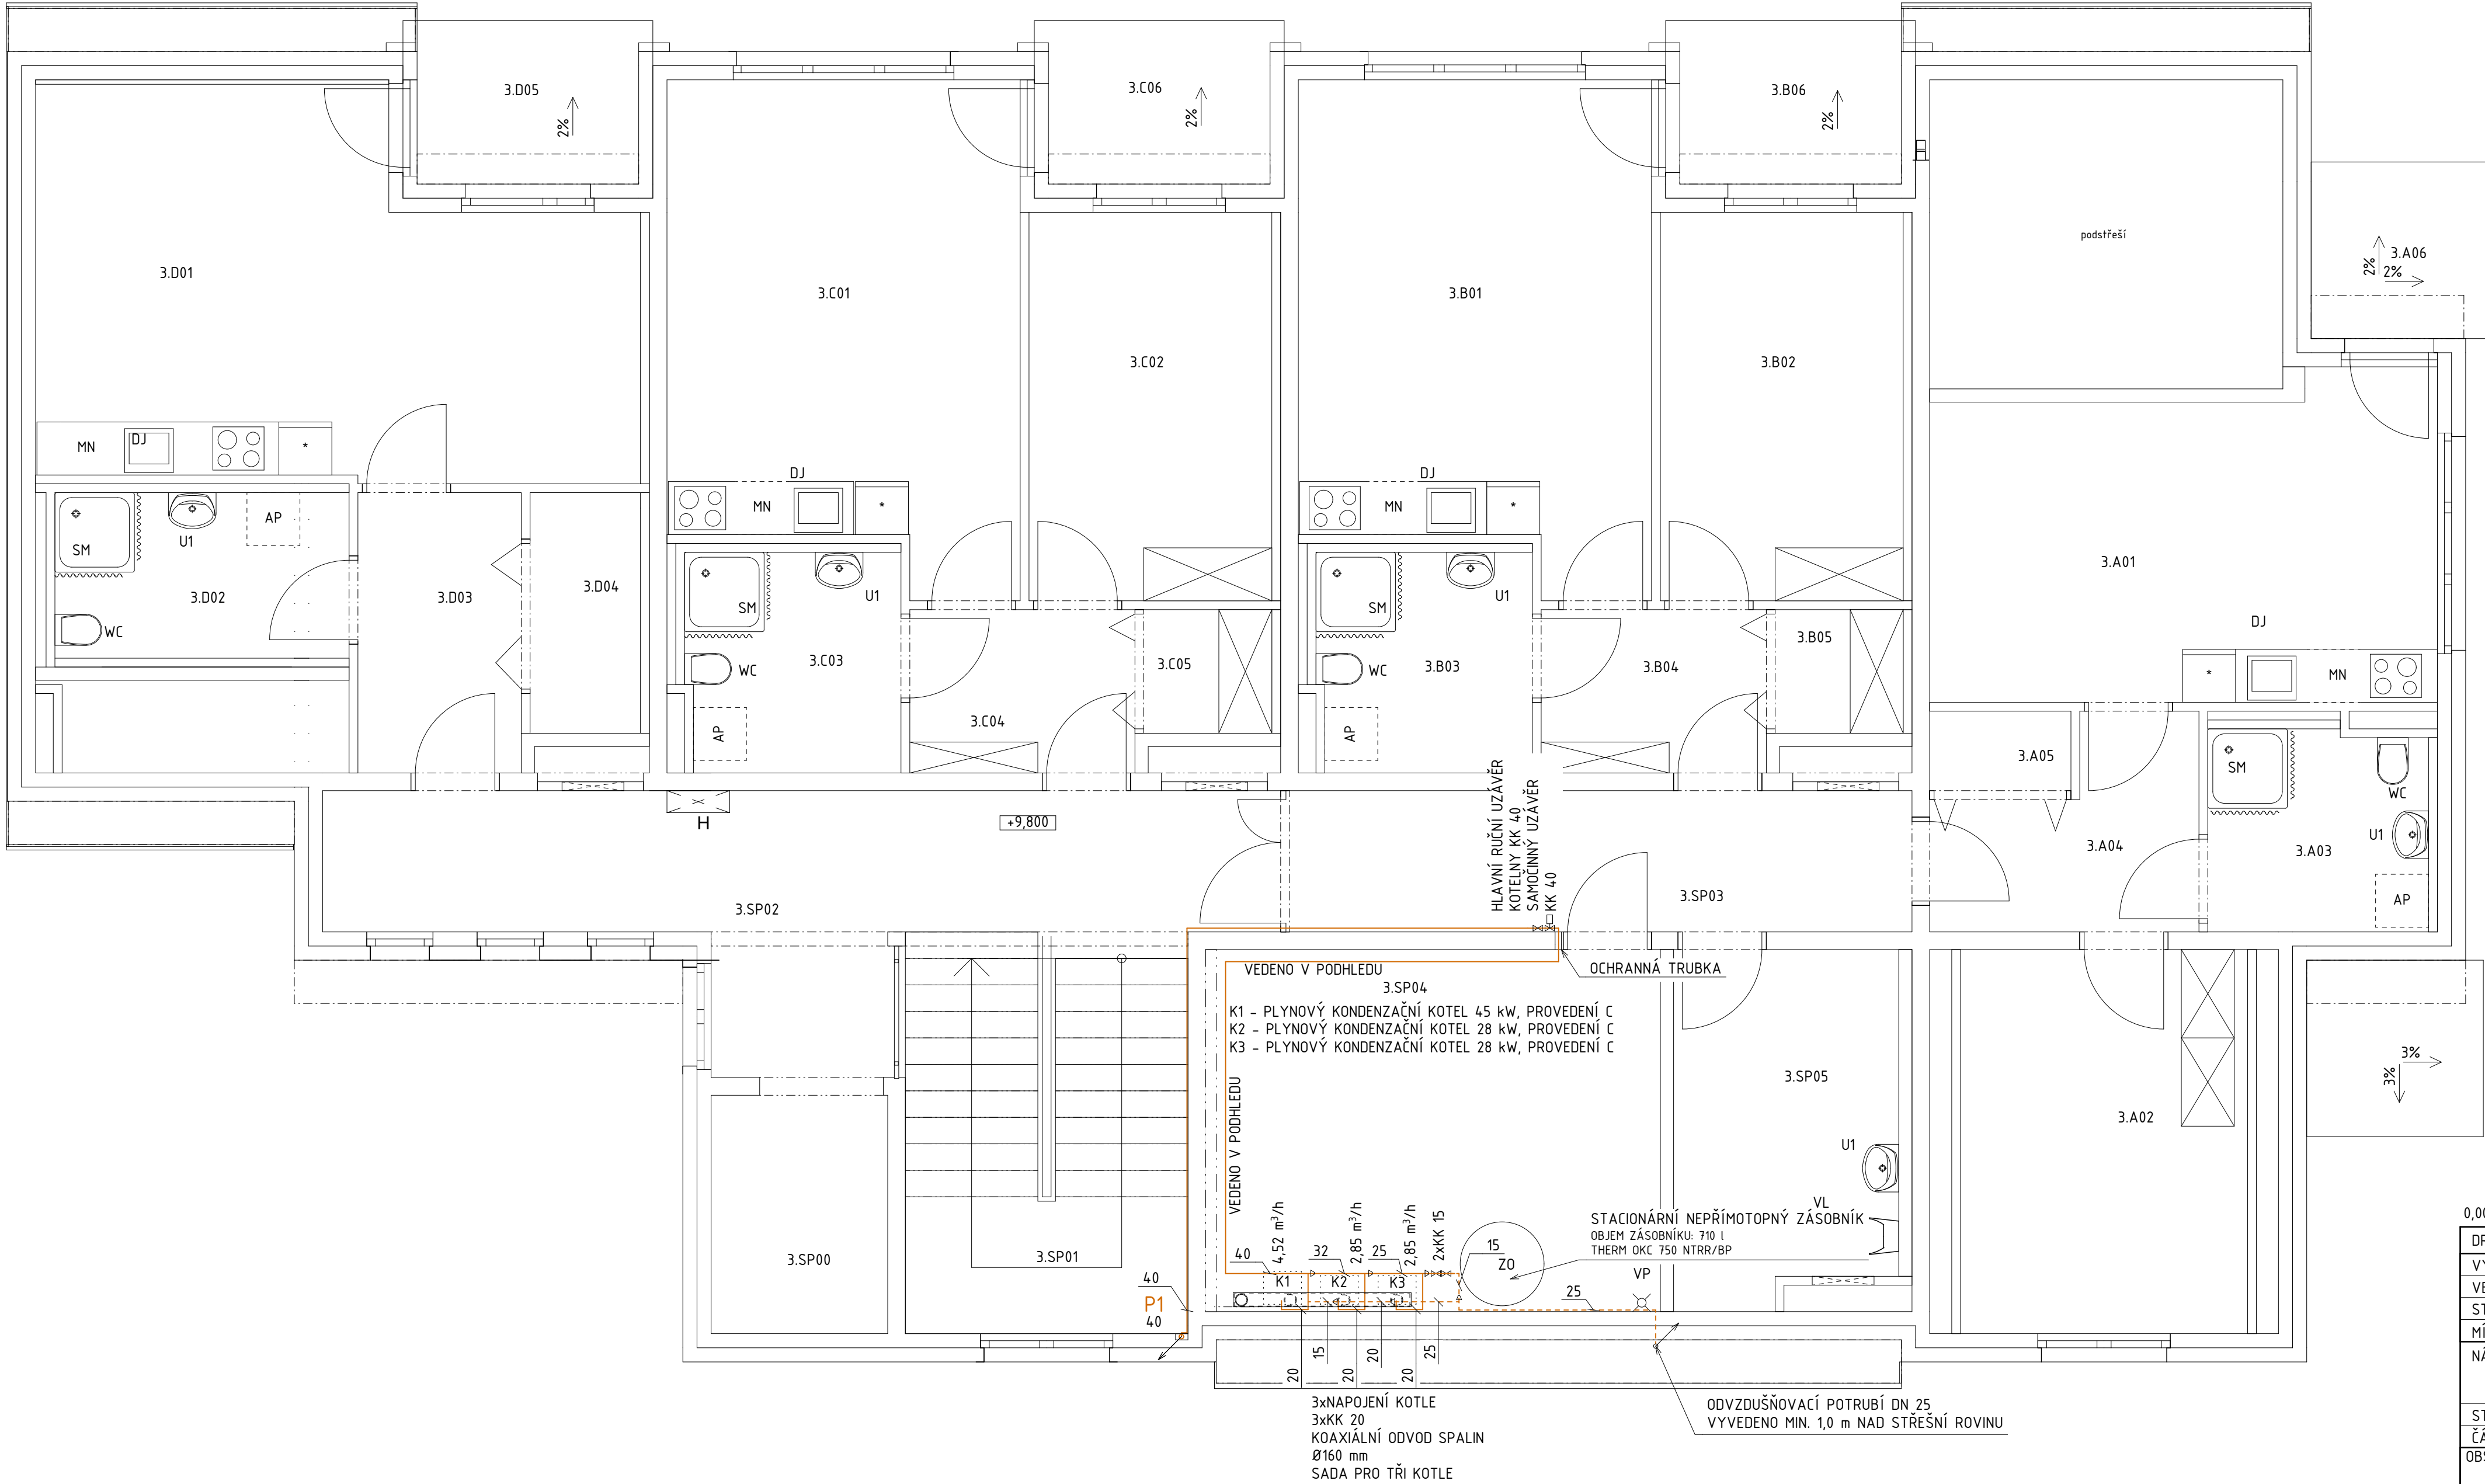 3.D05
2%
3.C06
2%
3.B06
2%
podstřeší
2%
3.A06
2%
3.D01
3.C01
3.B01
3.C02
3.B02
3.A01
MN
DJ
*
DJ
MN
*
DJ
MN
*
DJ
*
MN
SM
U1
AP
3.D02
WC
3.D03
3.D04
SM
U1
WC
3.C03
AP
3.C04
3.C05
SM
U1
WC
3.B03
AP
3.B04
3.B05
3.A05
SM
WC
U1
3.A03
AP
3.A04
H
+9,800
HLAVNÍ RUČNÍ UZÁVĚR
KOTELNY KK 40
SAMOČINNÝ UZÁVĚR
KK 40
3.SP02
3.SP03
VEDENO V PODHLEDU
OCHRANNÁ TRUBKA
3.SP04
K1 - PLYNOVÝ KONDENZAČNÍ KOTEL 45 kW, PROVEDENÍ C
K2 - PLYNOVÝ KONDENZAČNÍ KOTEL 28 kW, PROVEDENÍ C
K3 - PLYNOVÝ KONDENZAČNÍ KOTEL 28 kW, PROVEDENÍ C
VEDENO V PODHLEDU
3.SP05
3%
3%
3.A02
U1
VL
3.SP00
3.SP01
40
4,52 m³/h
32
2,85 m³/h
25
2,85 m³/h
2xKK 15
15
ZO
STACIONÁRNÍ NEPŘÍMOTOPNÝ ZÁSOBNÍK
OBJEM ZÁSOBNÍKU: 710 l
THERM OKC 750 NTRR/BP
VP
K1
K2
K3
25
40
P1
40
20
15
20
20
20
25
3xNAPOJENÍ KOTLE
3xKK 20
KOAXIÁLNÍ ODVOD SPALIN
Ø160 mm
SADA PRO TŘI KOTLE
ODVZDUŠŇOVACÍ POTRUBÍ DN 25
VYVEDENO MIN. 1,0 m NAD STŘEŠNÍ ROVINU